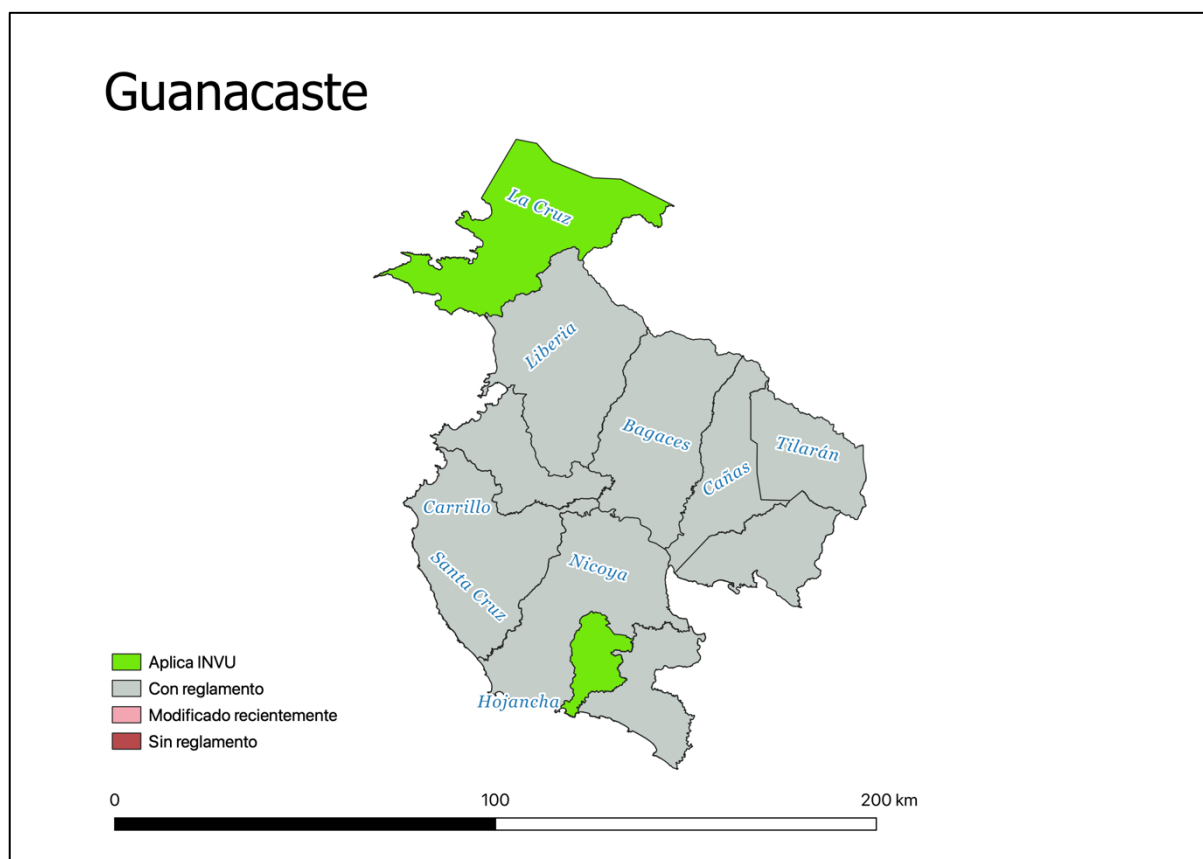 Guanacaste
La Cruz
Liberia
Bagaces
Cañas
Tilarán
Carrillo
Santa Cruz
Nicoya
Hojancha
Aplica INVU
Con reglamento
Modificado recientemente
Sin reglamento
0 100 200 km